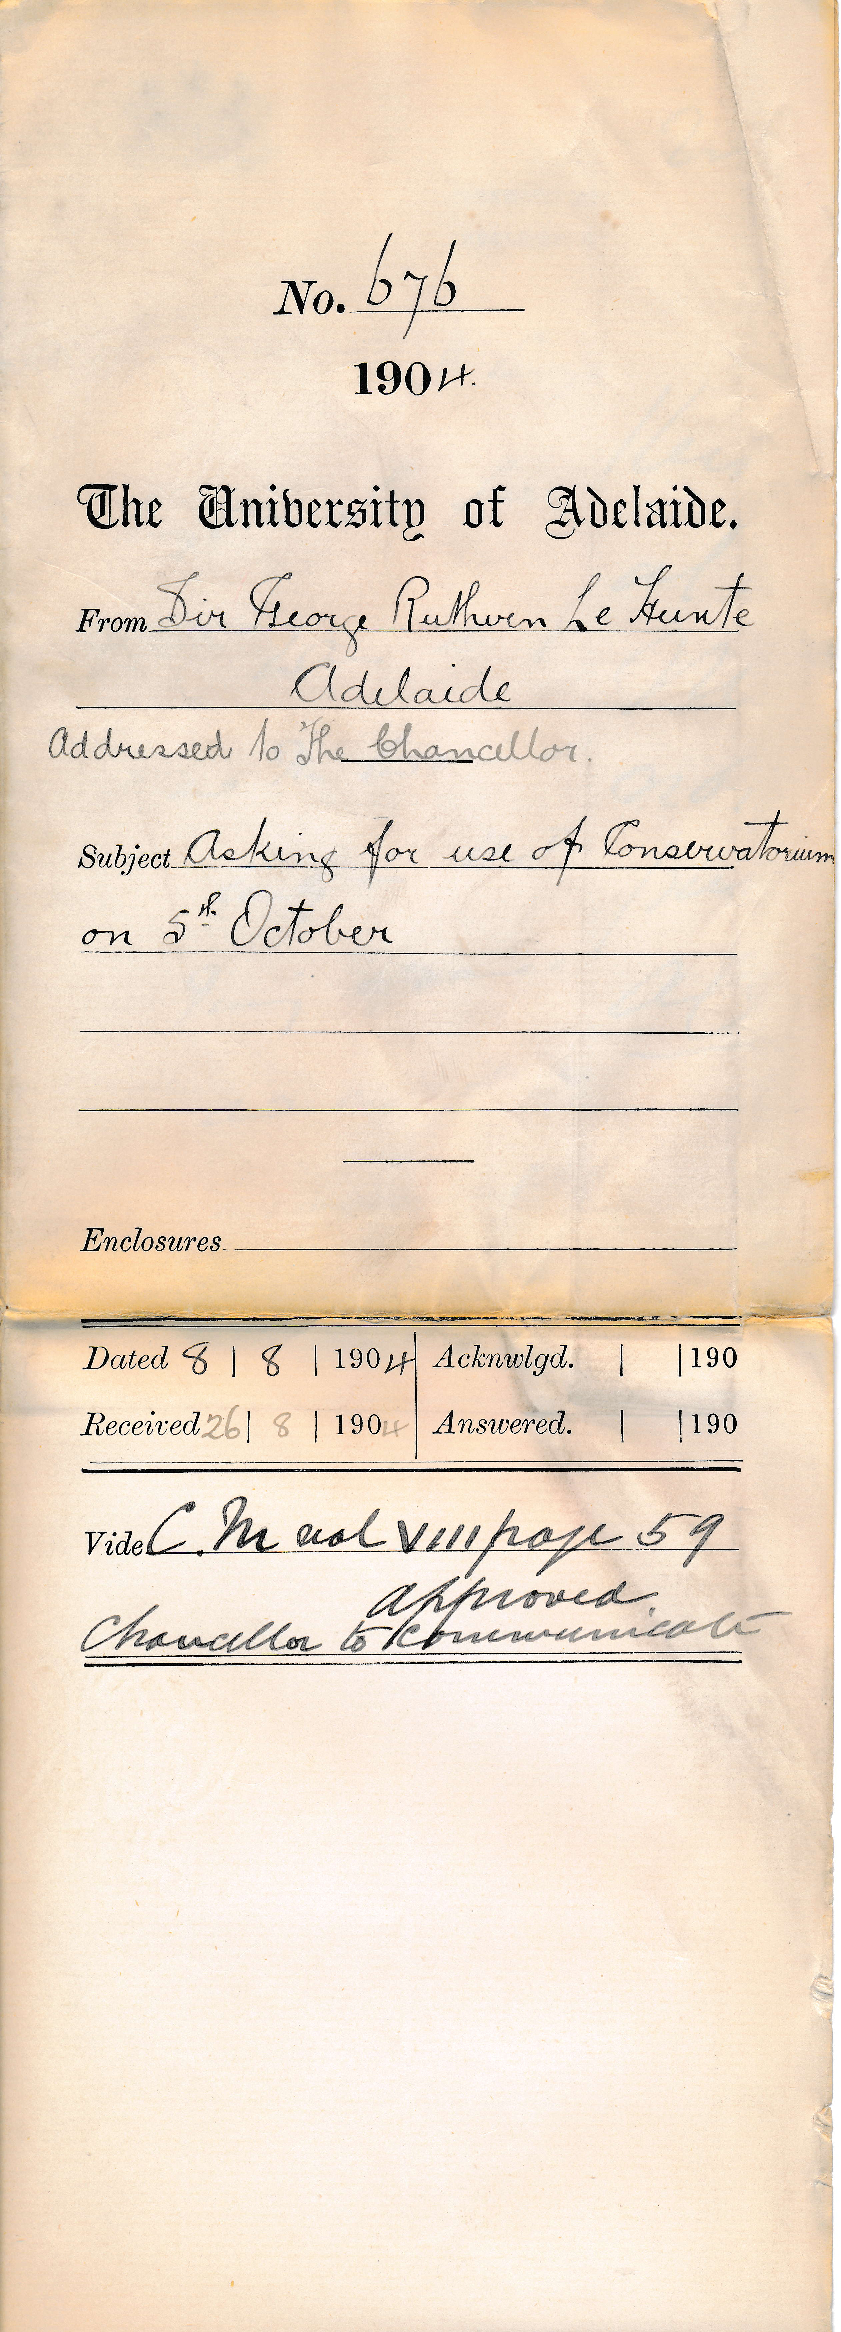 No. 676
1904.
The University of Adelaide.
From Sir George Ruthven Le Hunte
Adelaide
Addressed to The Chancellor.
Subject Asking for use of Conservatorium
on 5th October
Enclosures
Dated 8 | 8 | 1904 Acknwlgd. | | 190
Received 26 | 8 | 1904 Answered. | | 190
Vide C.M vol VIII page 59
approved.
Chancellor to communicate